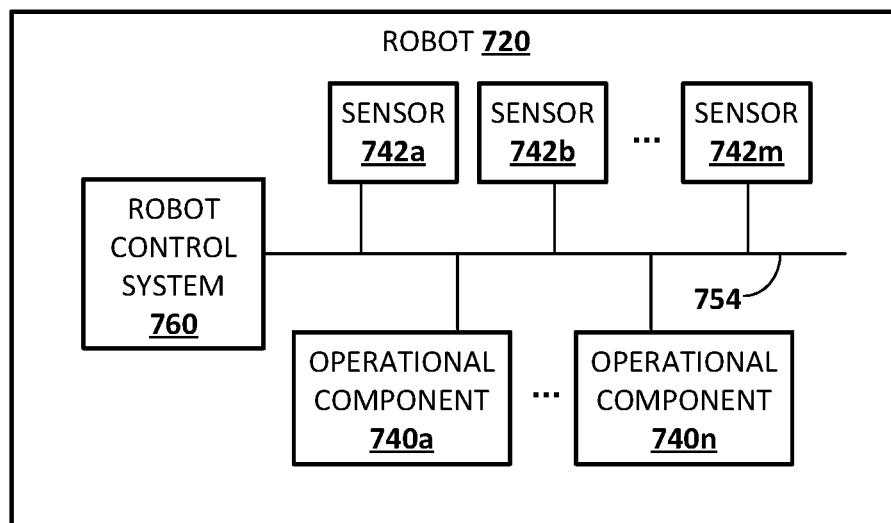 ROBOT 720
SENSOR
742a
SENSOR
742b
...
SENSOR
742m
ROBOT
CONTROL
SYSTEM
760
754
OPERATIONAL
COMPONENT
740a
...
OPERATIONAL
COMPONENT
740n